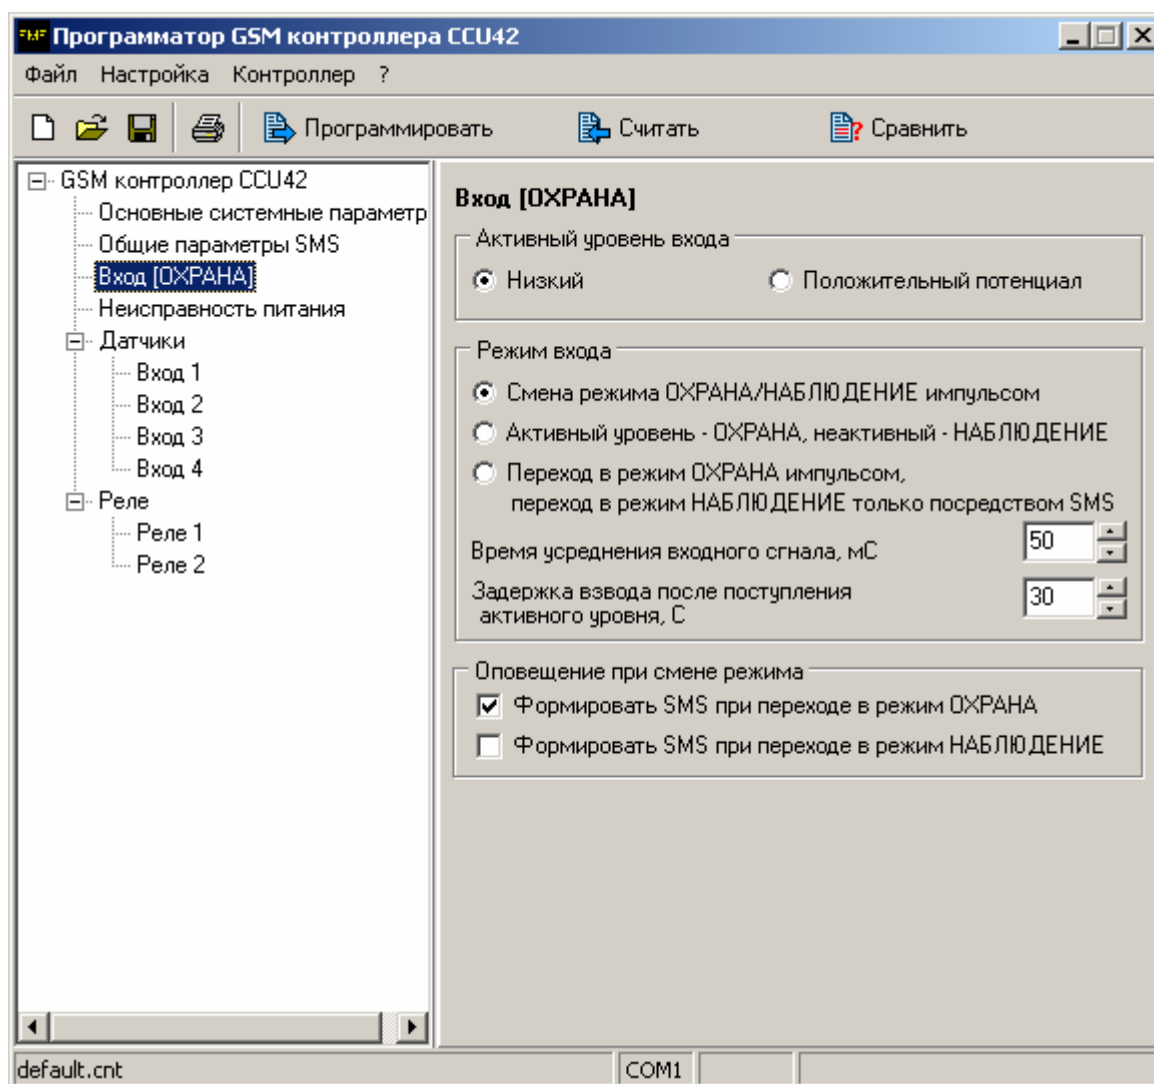 Программатор GSM контроллера CCU42
Файл Настройка Контроллер ?
Программировать Считать Сравнить
GSM контроллер CCU42
Основные системные параметр
Общие параметры SMS
Вход [ОХРАНА]
Неисправность питания
Датчики
Вход 1
Вход 2
Вход 3
Вход 4
Реле
Реле 1
Реле 2
Вход [ОХРАНА]
Активный уровень входа
Низкий Положительный потенциал
Режим входа
Смена режима ОХРАНА/НАБЛЮДЕНИЕ импульсом
Активный уровень - ОХРАНА, неактивный - НАБЛЮДЕНИЕ
Переход в режим ОХРАНА импульсом,
переход в режим НАБЛЮДЕНИЕ только посредством SMS
Время усреднения входного сгнала, мС 50
Задержка взвода после поступления
активного уровня, С 30
Оповещение при смене режима
Формировать SMS при переходе в режим ОХРАНА
Формировать SMS при переходе в режим НАБЛЮДЕНИЕ
default.cnt COM1